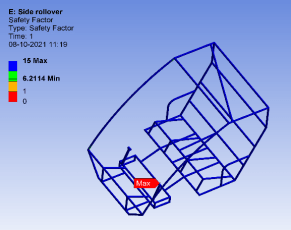 E: Side rollover
Safety Factor
Type: Safety Factor
Time: 1
08-10-2021 11:19
15 Max
6.2114 Min
1
0
Max